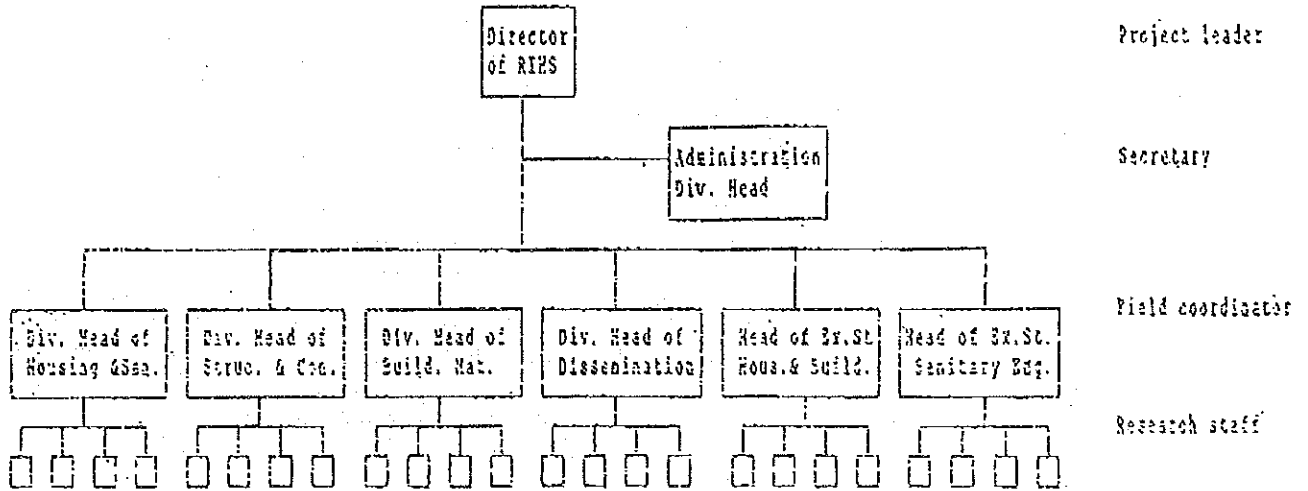 Director
of RIHS
Project leader
Administration
Div. Head
Secretary
Div. Head of
Housing &San.
Div. Head of
Struc. & Con.
Div. Head of
Build. Mat.
Div. Head of
Dissemination
Head of Ex.St
Hous.& Build.
Head of Ex.St.
Sanitary Eng.
Field coordinator
Research staff